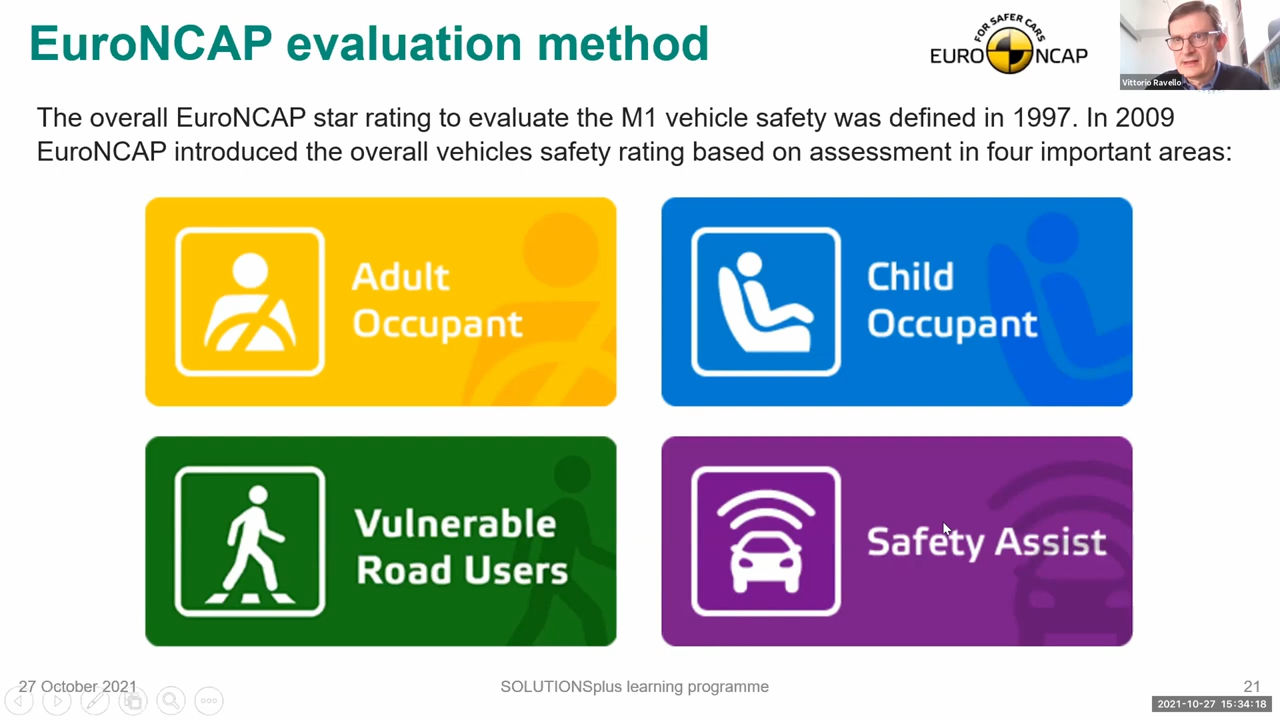 EuroNCAP evaluation method
FOR SAFER CARS
EURO NCAP
Vittorio Ravello
The overall EuroNCAP star rating to evaluate the M1 vehicle safety was defined in 1997. In 2009
EuroNCAP introduced the overall vehicles safety rating based on assessment in four important areas:
Adult
Occupant
Child
Occupant
Vulnerable
Road Users
Safety Assist
27 October 2021
SOLUTIONSplus learning programme
21
2021-10-27 15:34:18